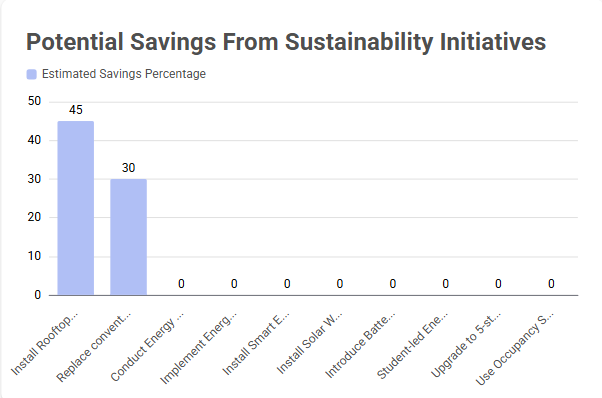 Potential Savings From Sustainability Initiatives
Estimated Savings Percentage
50
40
30
20
10
0
45
30
0
0
0
0
0
0
0
0
Install Rooftop...
Replace convent...
Conduct Energy ...
Implement Energ...
Install Smart E...
Install Solar W...
Introduce Batte...
Student-led Ene...
Upgrade to 5-st...
Use Occupancy S...